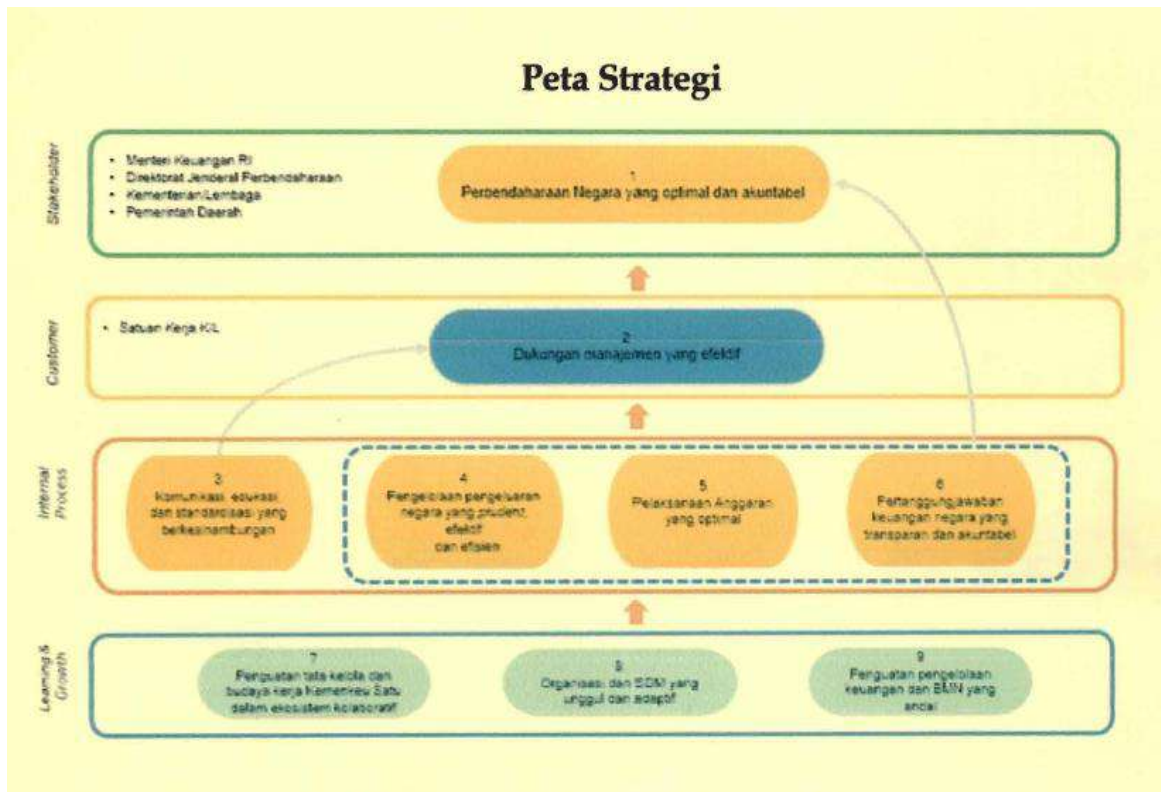 Peta Strategi
Stakeholder
• Menteri Keuangan RI
• Direktorat Jenderal Perbendaharaan
• Kementerian/Lembaga
• Pemerintah Daerah
1
Perbendaharaan Negara yang optimal dan akuntabel
Customer
• Satuan Kerja K/L
2
Dukungan manajemen yang efektif
Internal
Process
3
Komunikasi, edukasi
dan standardisasi yang
berkesinambungan
4
Pengelolaan pengeluaran
negara yang prudent,
efektif
dan efisien
5
Pelaksanaan Anggaran
yang optimal
6
Pertanggungjawaban
keuangan negara yang
transparan dan akuntabel
Learning &
Growth
7
Penguatan tata kelola dan
budaya kerja Kemenkeu Satu
dalam ekosistem kolaboratif
8
Organisasi dan SDM yang
unggul dan adaptif
9
Penguatan pengelolaan
keuangan dan BMN yang
andal